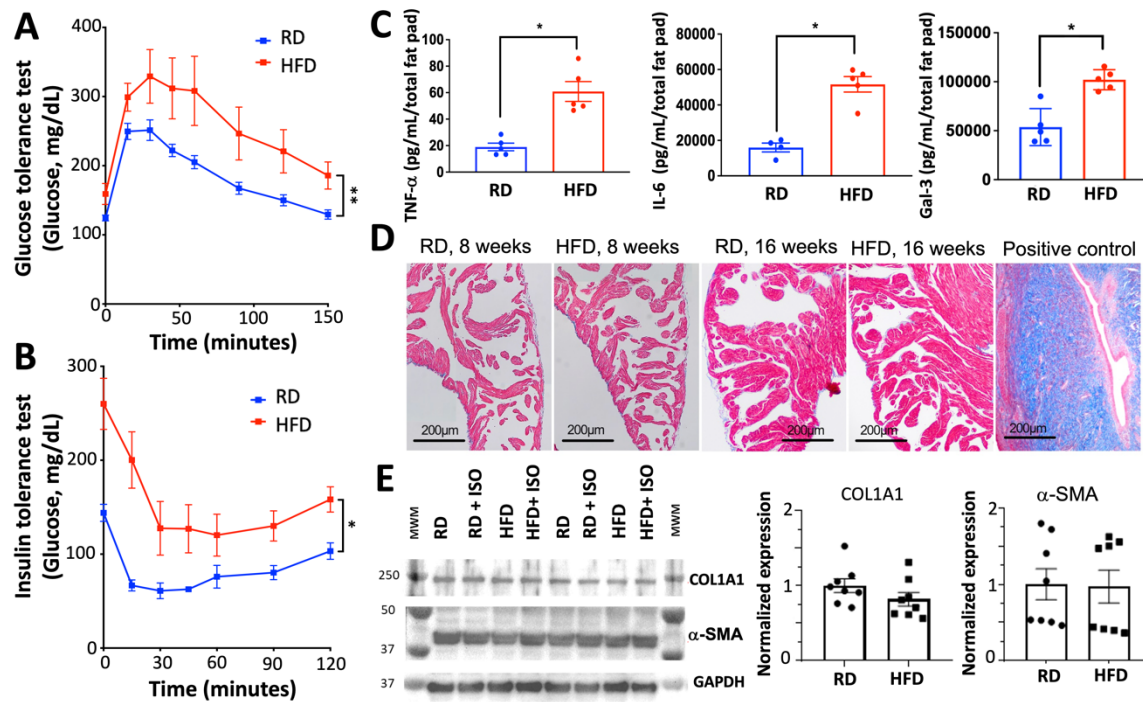 A
Glucose tolerance test
(Glucose, mg/dL)
400
300
200
100
0
RD
HFD
**
0
50
100
150
Time (minutes)
B
Insulin tolerance test
(Glucose, mg/dL)
300
200
150
100
50
0
RD
HFD
*
0
30
60
90
120
Time (minutes)
C
TNF-α (pg/mL/total fat pad)
100
80
60
40
20
0
*
RD
HFD
IL-6 (pg/mL/total fat pad)
80000
60000
40000
20000
0
*
RD
HFD
Gal-3 (pg/mL/total fat pad)
150000
100000
50000
0
*
RD
HFD
D
RD, 8 weeks
HFD, 8 weeks
RD, 16 weeks
HFD, 16 weeks
Positive control
200µm
200µm
200µm
200µm
200µm
E
MWM
RD
RD + ISO
HFD
HFD+ ISO
RD
RD + ISO
HFD
HFD+ ISO
MWM
250
COL1A1
50
37
α-SMA
37
GAPDH
COL1A1
Normalized expression
2
1
1
0
0
RD
HFD
α-SMA
Normalized expression
2
2
1
1
0
RD
HFD